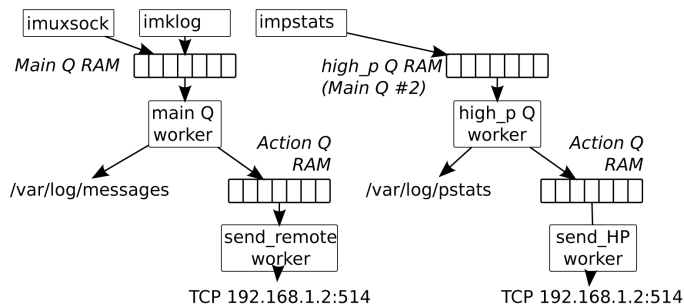 imuxsock
imklog
impstats
Main Q RAM
high_p Q RAM
(Main Q #2)
main Q
worker
high_p Q
worker
Action Q
RAM
Action Q
RAM
/var/log/messages
/var/log/pstats
send_remote
worker
send_HP
worker
TCP 192.168.1.2:514
TCP 192.168.1.2:514